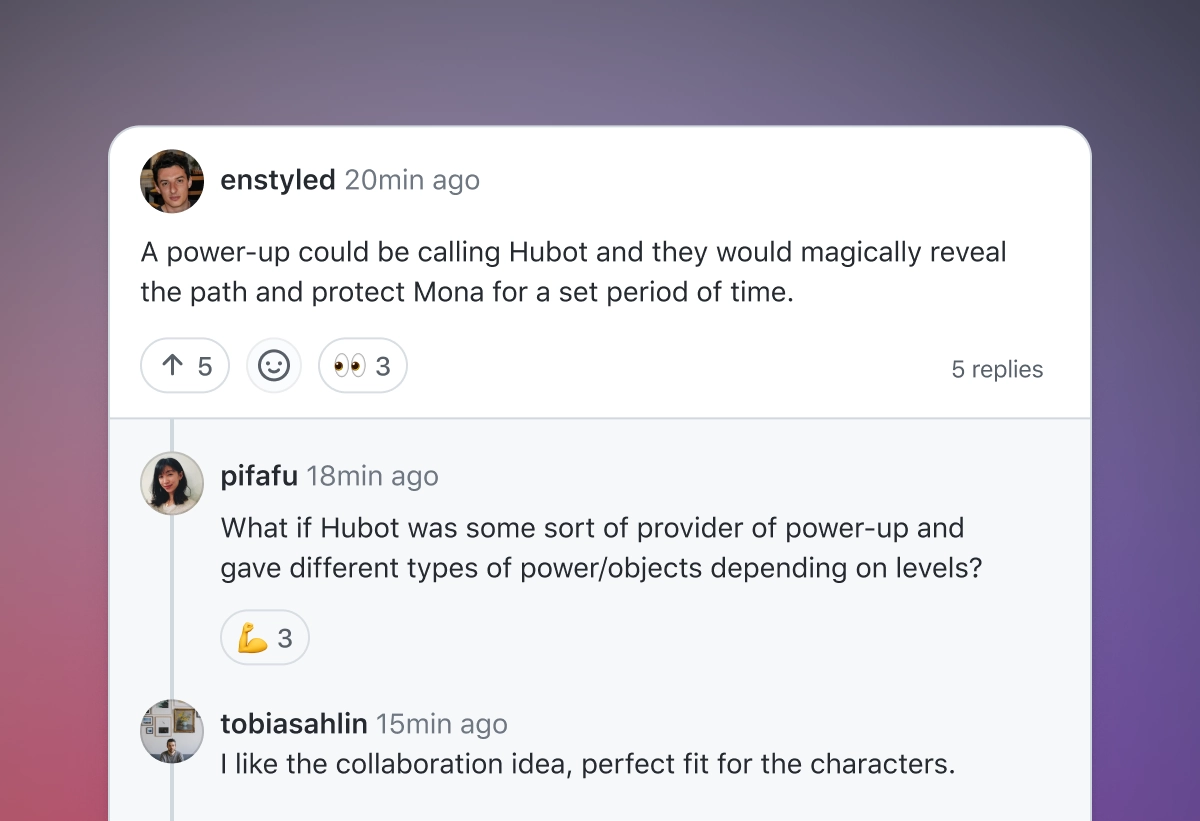 enstyled 20min ago
A power-up could be calling Hubot and they would magically reveal
the path and protect Mona for a set period of time.
↑ 5 👀 3 5 replies
pifafu 18min ago
What if Hubot was some sort of provider of power-up and
gave different types of power/objects depending on levels?
💪 3
tobiasahlin 15min ago
I like the collaboration idea, perfect fit for the characters.